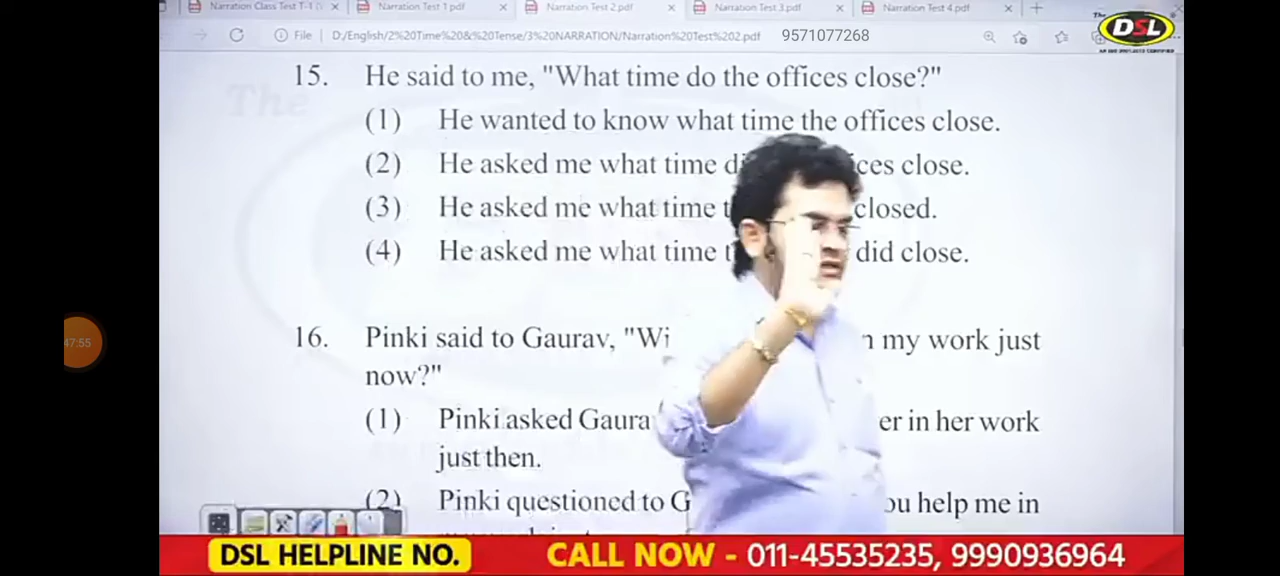 Narration Class Test T-1 (
Narration Test 1.pdf
Narration Test 2.pdf
Narration Test 3.pdf
Narration Test 4.pdf
File
D:/English/2%20Time%20&%20Tense/3%20NARRATION/Narration%20Test%202.pdf
9571077268
The
DSL
The
15. He said to me, "What time do the offices close?"
(1) He wanted to know what time the offices close.
(2) He asked me what time close.
(3) He asked me what time closed.
(4) He asked me what time did close.
47:55
16. Pinki said to Gaurav, " my work just
now?"
(1) Pinki asked in her work
just then.
(2) Pinki questioned to help me in
DSL HELPLINE NO. CALL NOW - 011-45535235, 9990936964